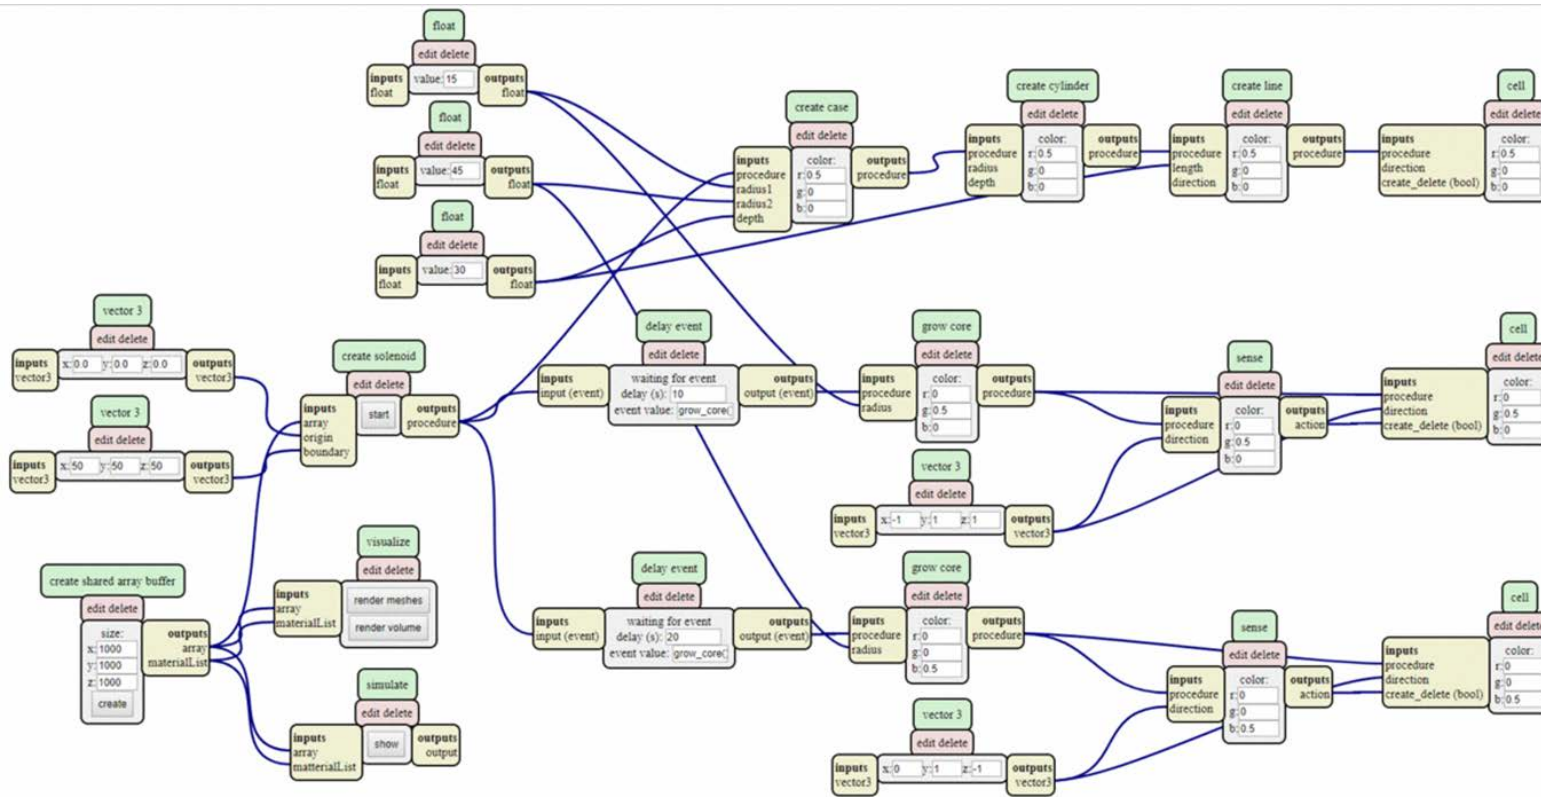 float
edit delete
inputs
float
value: 15
outputs
float
float
edit delete
inputs
float
value: 45
outputs
float
float
edit delete
inputs
float
value: 30
outputs
float
create case
edit delete
inputs
procedure
radius1
radius2
depth
color:
r: 0.5
g: 0
b: 0
outputs
procedure
create cylinder
edit delete
inputs
procedure
radius
depth
color:
r: 0.5
g: 0
b: 0
outputs
procedure
create line
edit delete
inputs
procedure
length
direction
color:
r: 0.5
g: 0
b: 0
outputs
procedure
cell
edit delete
inputs
procedure
direction
create_delete (bool)
color:
r: 0.5
g: 0
b: 0
vector 3
edit delete
inputs
vector3
x: 0.0 y: 0.0 z: 0.0
outputs
vector3
vector 3
edit delete
inputs
vector3
x: 50 y: 50 z: 50
outputs
vector3
create solenoid
edit delete
inputs
array
origin
boundary
start
outputs
procedure
delay event
edit delete
inputs
input (event)
waiting for event
delay (s): 10
event value: grow_core(
outputs
output (event)
grow core
edit delete
inputs
procedure
radius
color:
r: 0
g: 0.5
b: 0
outputs
procedure
sense
edit delete
inputs
procedure
direction
color:
r: 0
g: 0.5
b: 0
outputs
action
cell
edit delete
inputs
procedure
direction
create_delete (bool)
color:
r: 0
g: 0.5
b: 0
vector 3
edit delete
inputs
vector3
x: -1 y: 1 z: 1
outputs
vector3
create shared array buffer
edit delete
size:
x: 1000
y: 1000
z: 1000
create
outputs
array
materialList
visualize
edit delete
inputs
array
materialList
render meshes
render volume
simulate
edit delete
inputs
array
matterialList
show
outputs
output
delay event
edit delete
inputs
input (event)
waiting for event
delay (s): 20
event value: grow_core(
outputs
output (event)
grow core
edit delete
inputs
procedure
radius
color:
r: 0
g: 0
b: 0.5
outputs
procedure
sense
edit delete
inputs
procedure
direction
color:
r: 0
g: 0
b: 0.5
outputs
action
cell
edit delete
inputs
procedure
direction
create_delete (bool)
color:
r: 0
g: 0
b: 0.5
vector 3
edit delete
inputs
vector3
x: 0 y: 1 z: -1
outputs
vector3